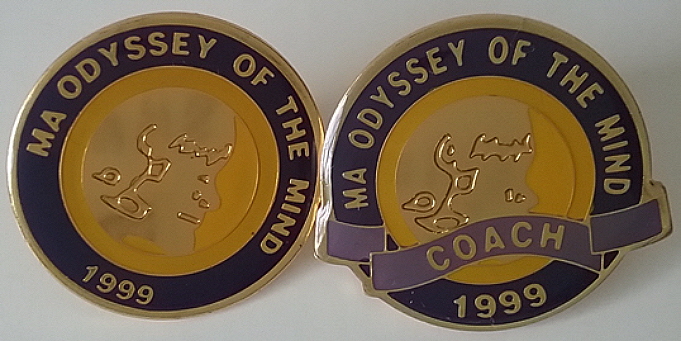 MA ODYSSEY OF THE MIND
1999
MA ODYSSEY OF THE MIND
COACH
1999